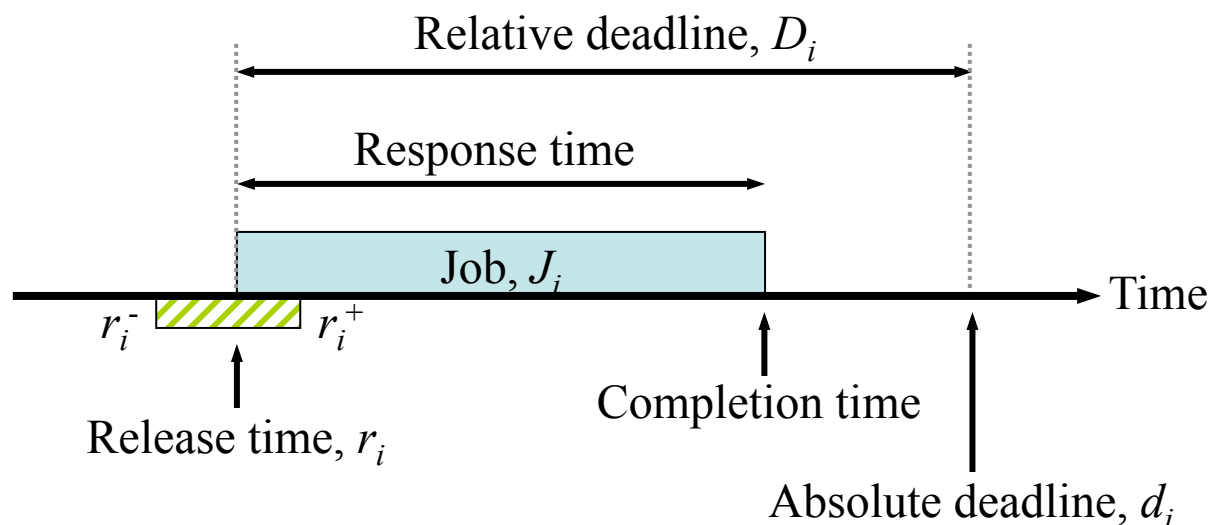 Relative deadline, Dᵢ
Response time
Job, Jᵢ
Time
rᵢ⁻ rᵢ⁺
Completion time
Release time, rᵢ
Absolute deadline, dᵢ